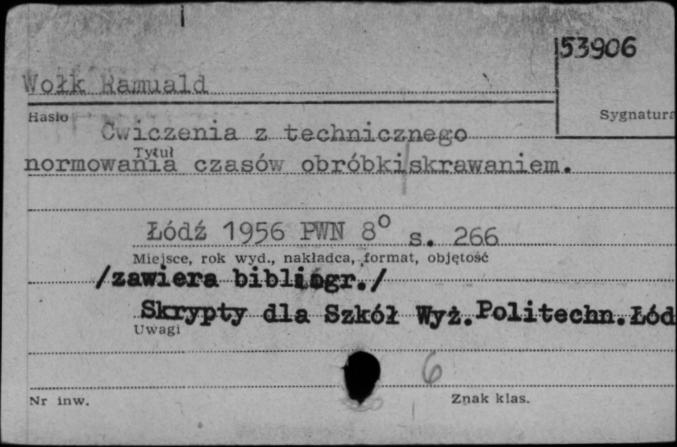 53906
Wołk Ramuald
Hasło
Sygnatura
Ćwiczenia z technicznego
Tytuł
normowania czasów obróbki skrawaniem.
Łódź 1956 PWN 8° s. 266
Miejsce, rok wyd., nakładca, format, objętość
/zawiera bibliogr./
Skrypty dla Szkół Wyż. Politechn. Łód
Uwagi
6
Nr inw.
Znak klas.